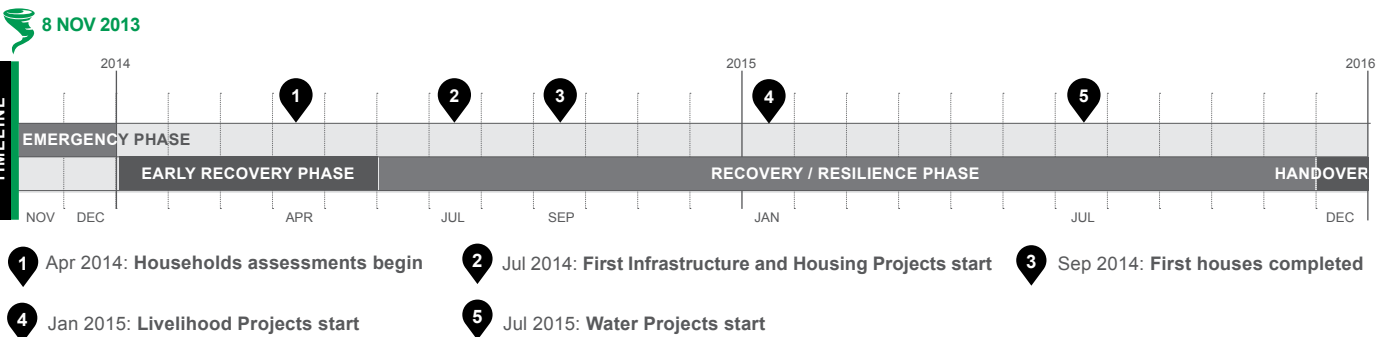 8 NOV 2013
2014 2015 2016
TIMELINE
1 2 3 4 5
EMERGENCY PHASE
EARLY RECOVERY PHASE RECOVERY / RESILIENCE PHASE HANDOVER
NOV DEC APR JUL SEP JAN JUL DEC
1 Apr 2014: Households assessments begin 2 Jul 2014: First Infrastructure and Housing Projects start 3 Sep 2014: First houses completed
4 Jan 2015: Livelihood Projects start 5 Jul 2015: Water Projects start